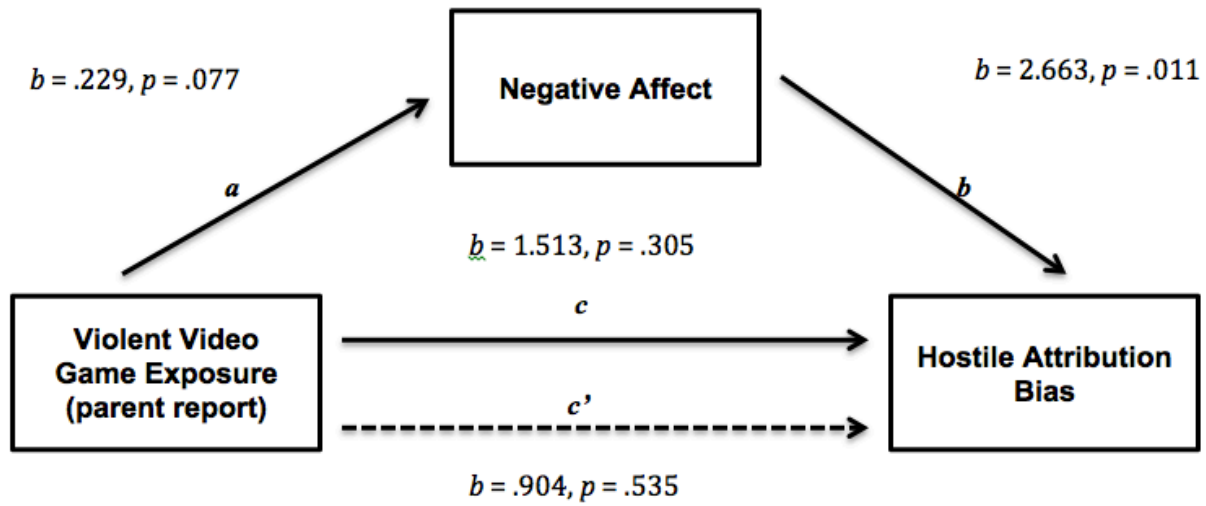 b = .229, p = .077
Negative Affect
b = 2.663, p = .011
a
b
b = 1.513, p = .305
c
Violent Video
Game Exposure
(parent report)
Hostile Attribution
Bias
c’
b = .904, p = .535